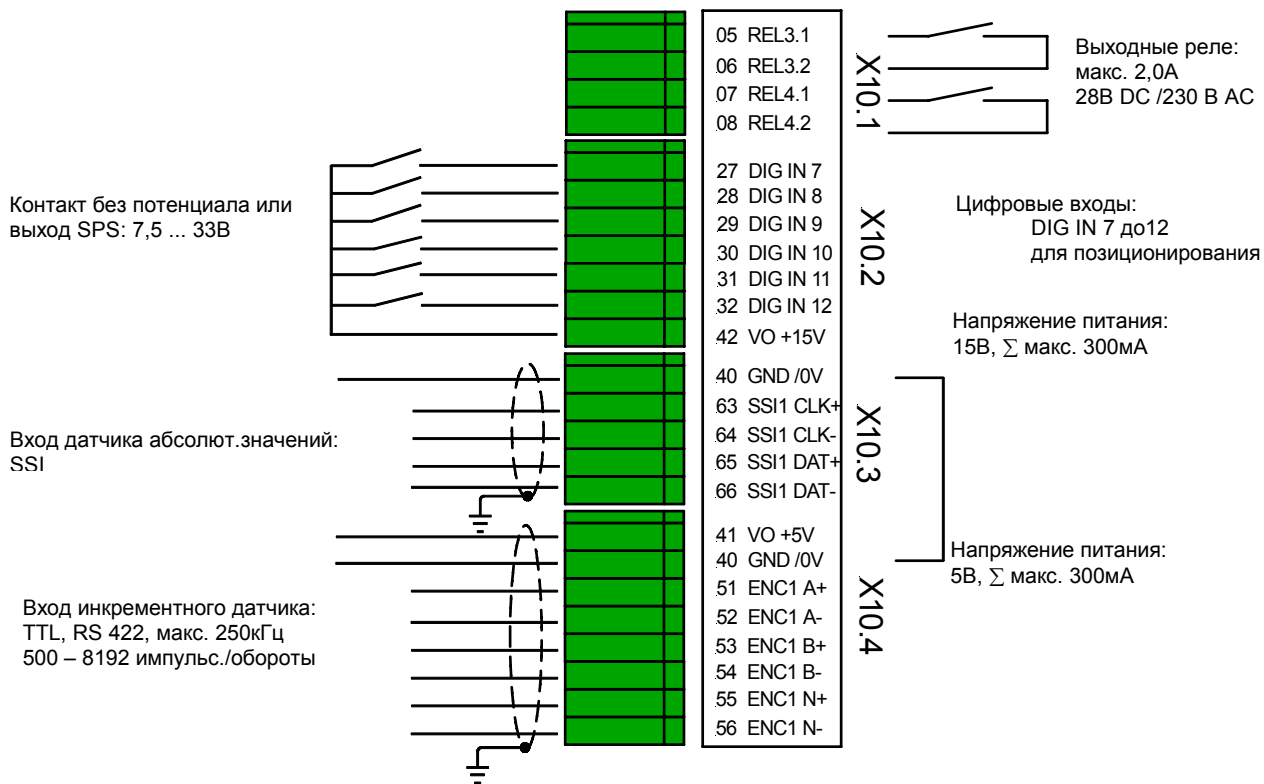 05 REL3.1
06 REL3.2
07 REL4.1
08 REL4.2
X10.1
Выходные реле:
макс. 2,0А
28В DC /230 В AC
Контакт без потенциала или
выход SPS: 7,5 ... 33В
27 DIG IN 7
28 DIG IN 8
29 DIG IN 9
30 DIG IN 10
31 DIG IN 11
32 DIG IN 12
42 VO +15V
X10.2
Цифровые входы:
DIG IN 7 до12
для позиционирования
Напряжение питания:
15В, ∑ макс. 300мА
Вход датчика абсолют.значений:
SSI
40 GND /0V
63 SSI1 CLK+
64 SSI1 CLK-
65 SSI1 DAT+
66 SSI1 DAT-
X10.3
Вход инкрементного датчика:
TTL, RS 422, макс. 250кГц
500 – 8192 импульс./обороты
41 VO +5V
40 GND /0V
51 ENC1 A+
52 ENC1 A-
53 ENC1 B+
54 ENC1 B-
55 ENC1 N+
56 ENC1 N-
X10.4
Напряжение питания:
5В, ∑ макс. 300мА